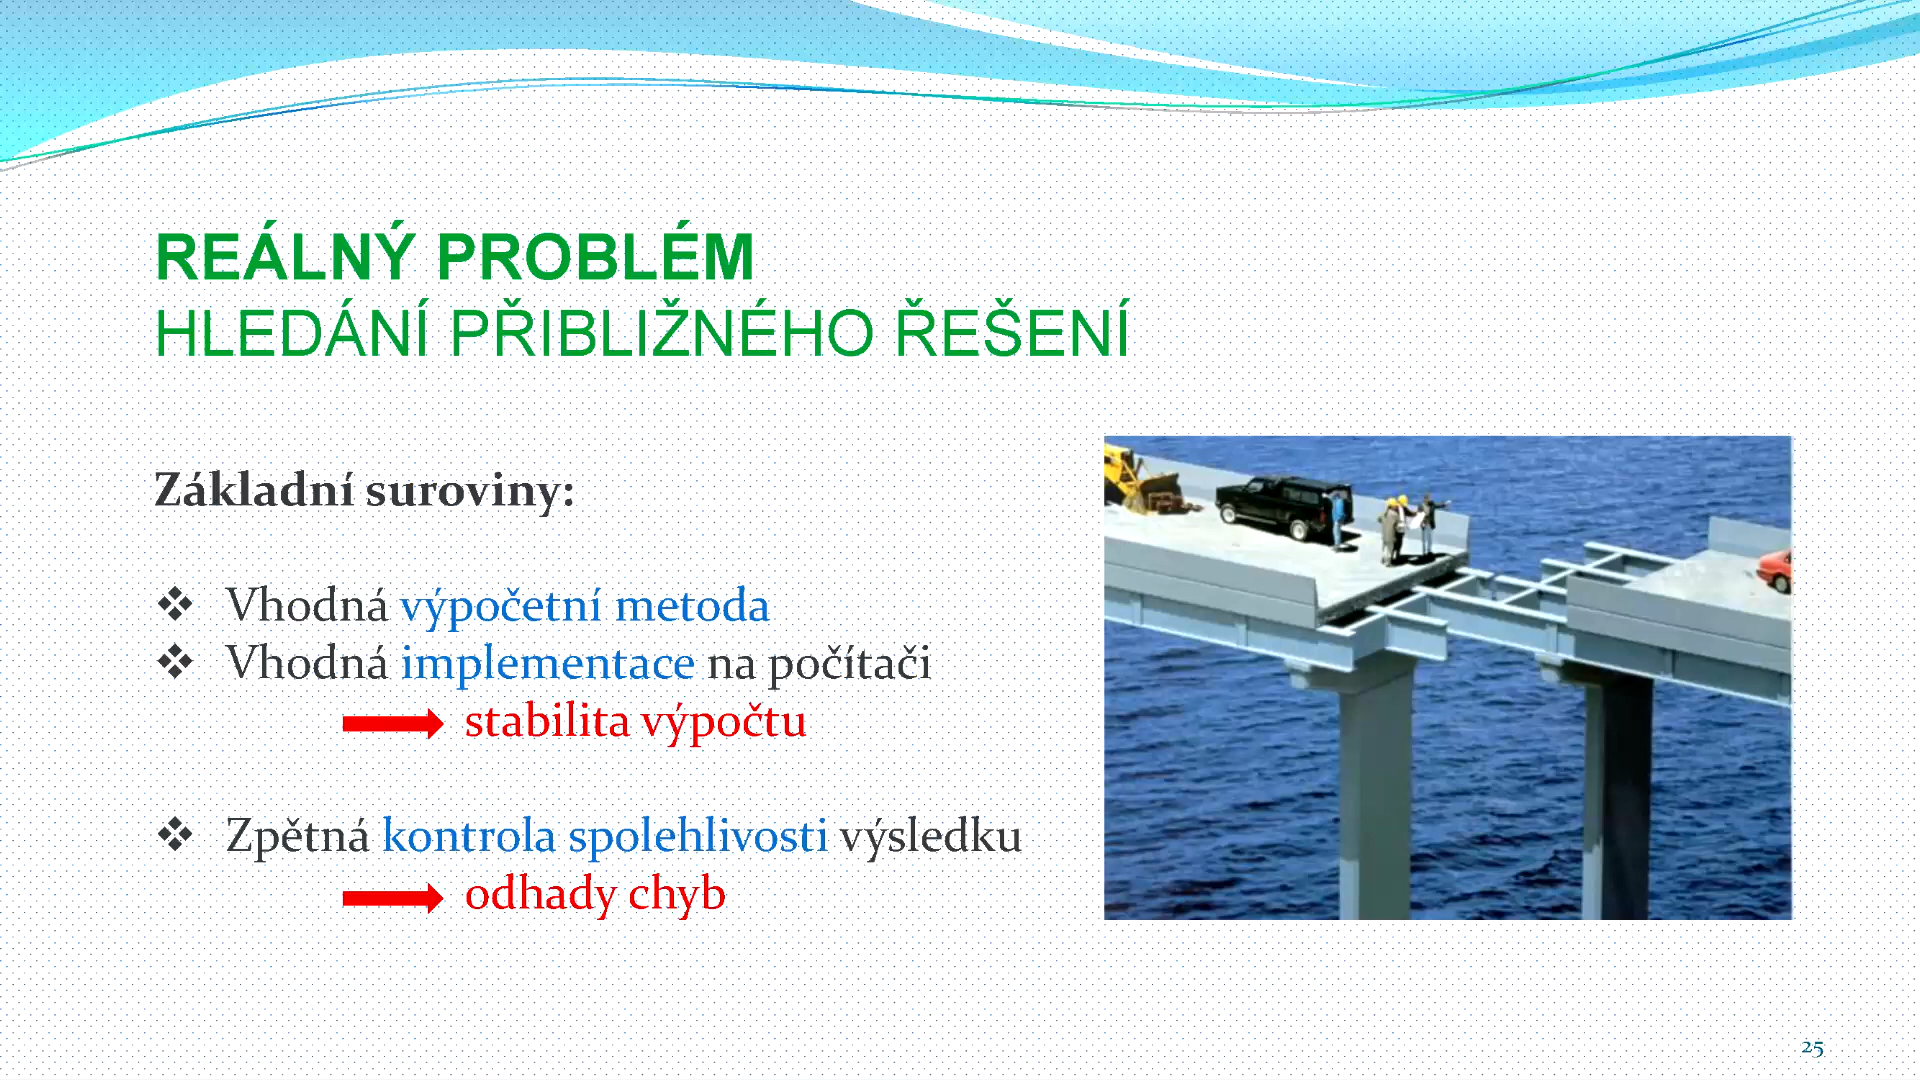 REÁLNÝ PROBLÉM
HLEDÁNÍ PŘIBLIŽNÉHO ŘEŠENÍ
Základní suroviny:
❖ Vhodná výpočetní metoda
❖ Vhodná implementace na počítači
stabilita výpočtu
❖ Zpětná kontrola spolehlivosti výsledku
odhady chyb
25